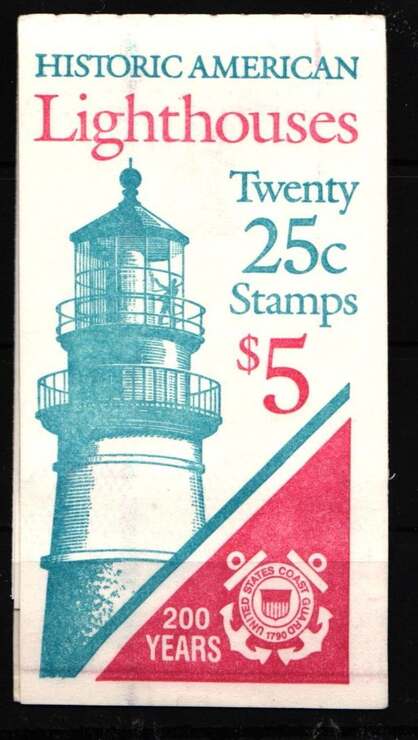 HISTORIC AMERICAN
Lighthouses
Twenty
25c
Stamps
$5
200
YEARS
UNITED STATES COAST GUARD
1790